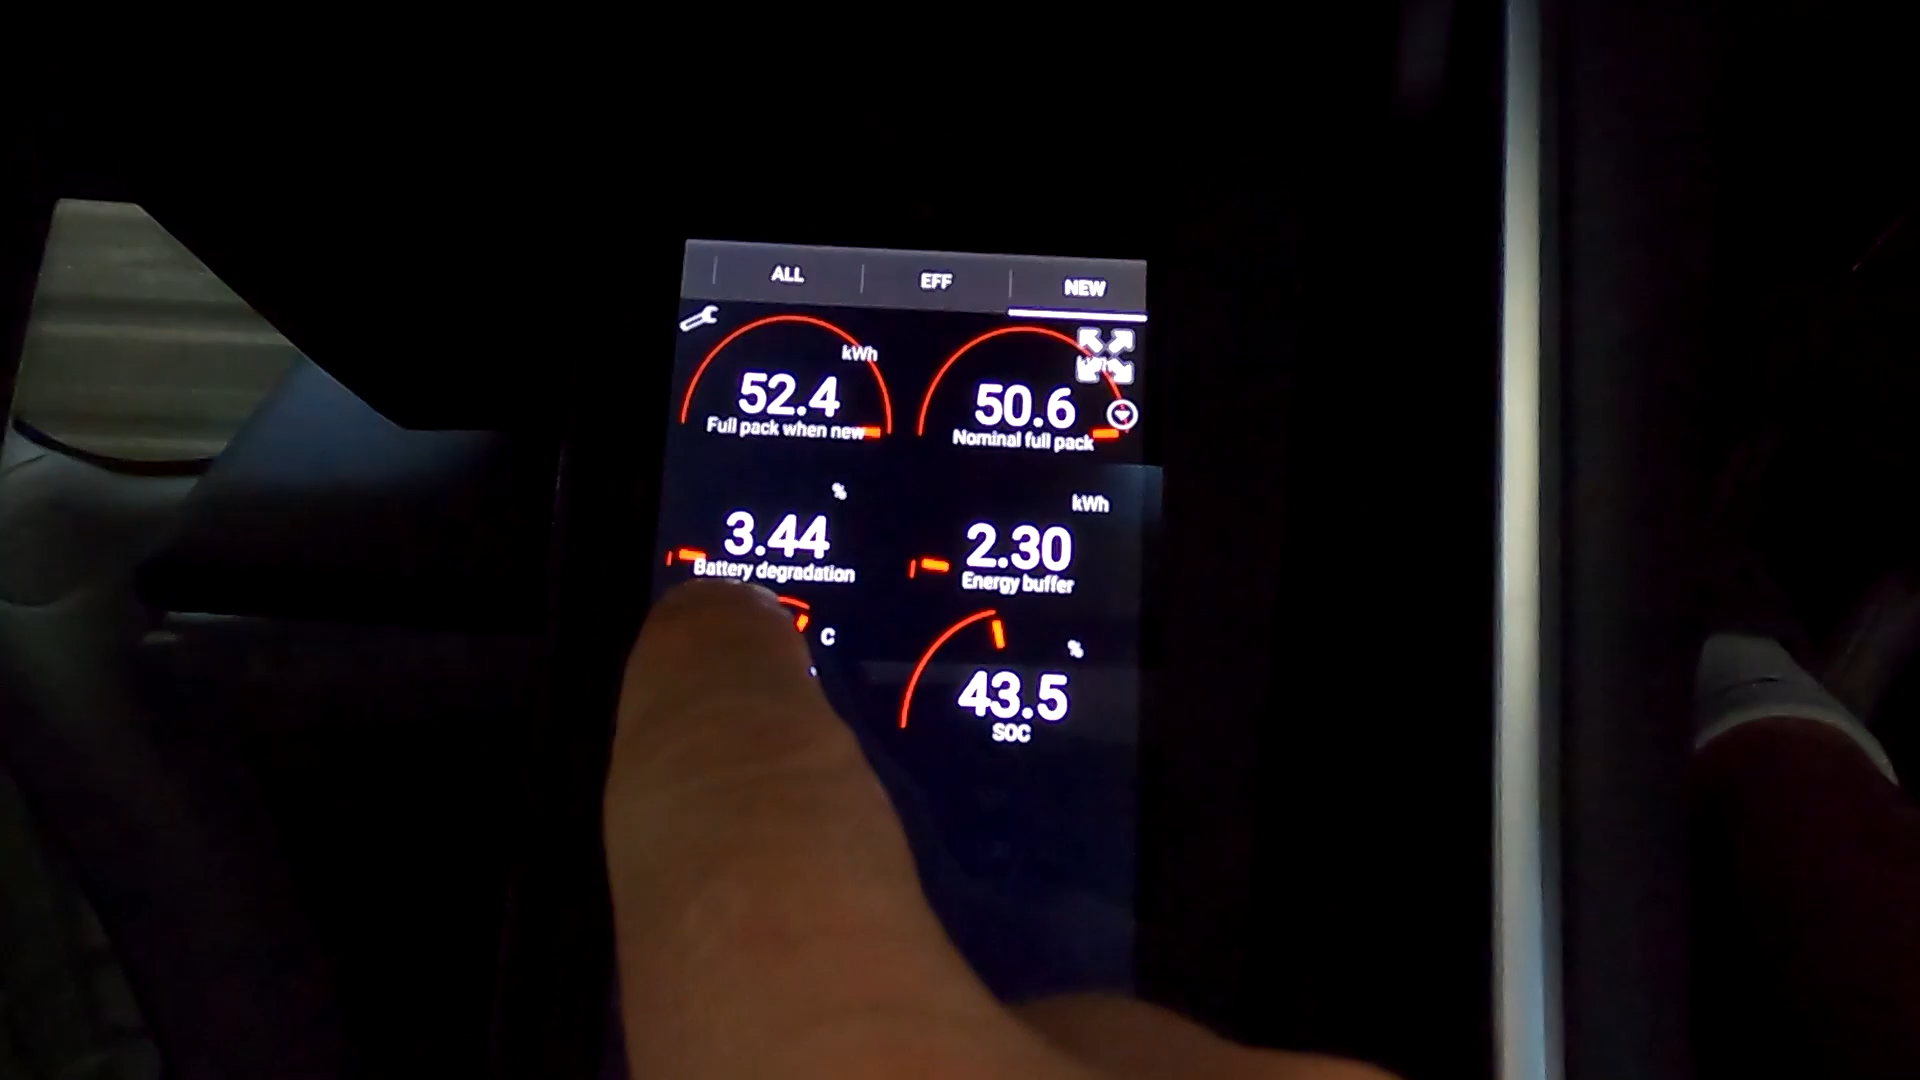 ALL EFF NEW
kWh
52.4
Full pack when new
50.6
Nominal full pack
%
3.44
Battery degradation
kWh
2.30
Energy buffer
C
%
43.5
SOC